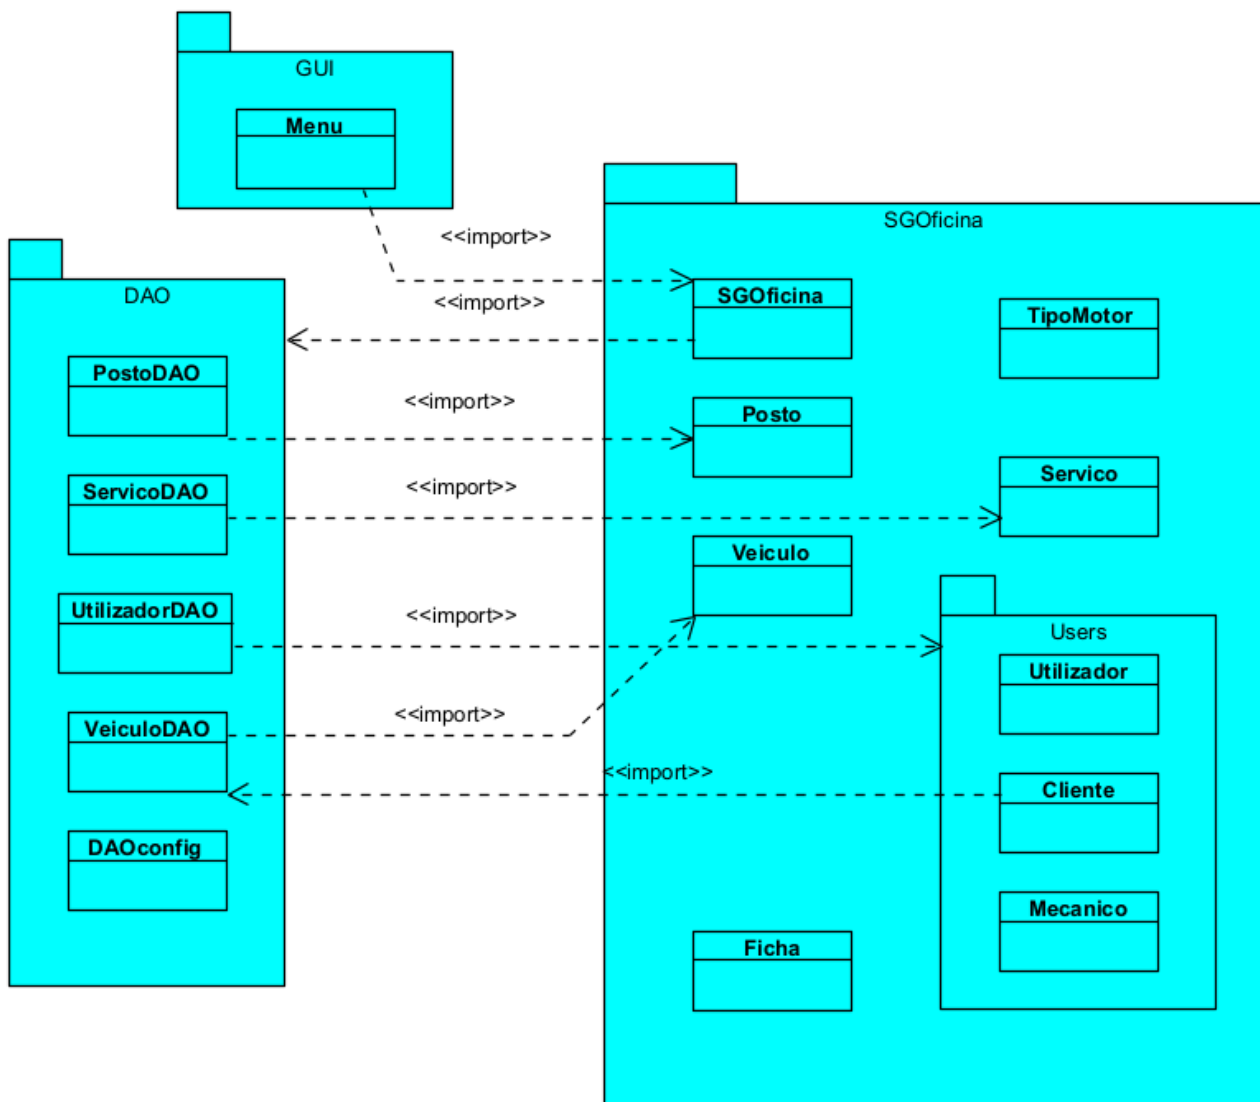 GUI
Menu
<<import>>
SGOficina
DAO
<<import>>
SGOficina
TipoMotor
PostoDAO
<<import>>
Posto
ServicoDAO
<<import>>
Servico
Veiculo
UtilizadorDAO
<<import>>
Users
Utilizador
VeiculoDAO
<<import>>
<<import>>
Cliente
DAOconfig
Mecanico
Ficha